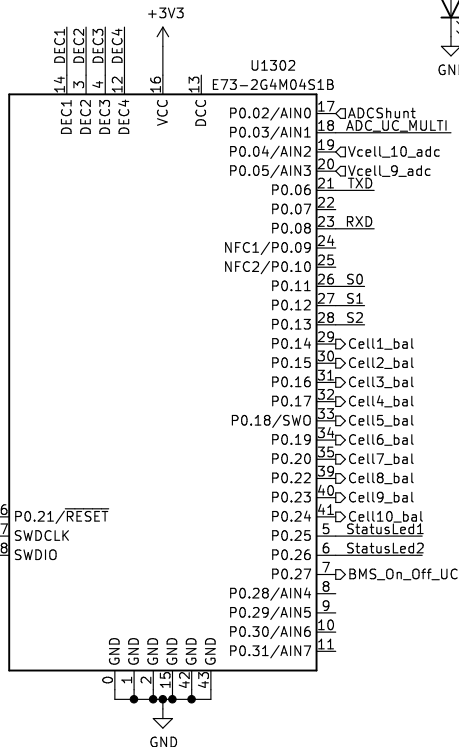 +3V3
DEC1 DEC2 DEC3 DEC4
14 3 4 12 16 13
U1302
E73-2G4M04S1B
DEC1 DEC2 DEC3 DEC4 VCC DCC
GN
P0.02/AIN0 17 ADCShunt
P0.03/AIN1 18 ADC_UC_MULTI
P0.04/AIN2 19 Vcell_10_adc
P0.05/AIN3 20 Vcell_9_adc
P0.06 21 TXD
P0.07 22
P0.08 23 RXD
NFC1/P0.09 24
NFC2/P0.10 25
P0.11 26 S0
P0.12 27 S1
P0.13 28 S2
P0.14 29 Cell1_bal
P0.15 30 Cell2_bal
P0.16 31 Cell3_bal
P0.17 32 Cell4_bal
P0.18/SWO 33 Cell5_bal
P0.19 34 Cell6_bal
P0.20 35 Cell7_bal
P0.22 39 Cell8_bal
P0.23 40 Cell9_bal
P0.24 41 Cell10_bal
6 P0.21/RESET
P0.25 5 StatusLed1
7 SWDCLK
P0.26 6 StatusLed2
8 SWDIO
P0.27 7 BMS_On_Off_UC
P0.28/AIN4 8
P0.29/AIN5 9
P0.30/AIN6 10
P0.31/AIN7 11
GND GND GND GND GND GND
0 1 2 15 42 43
GND